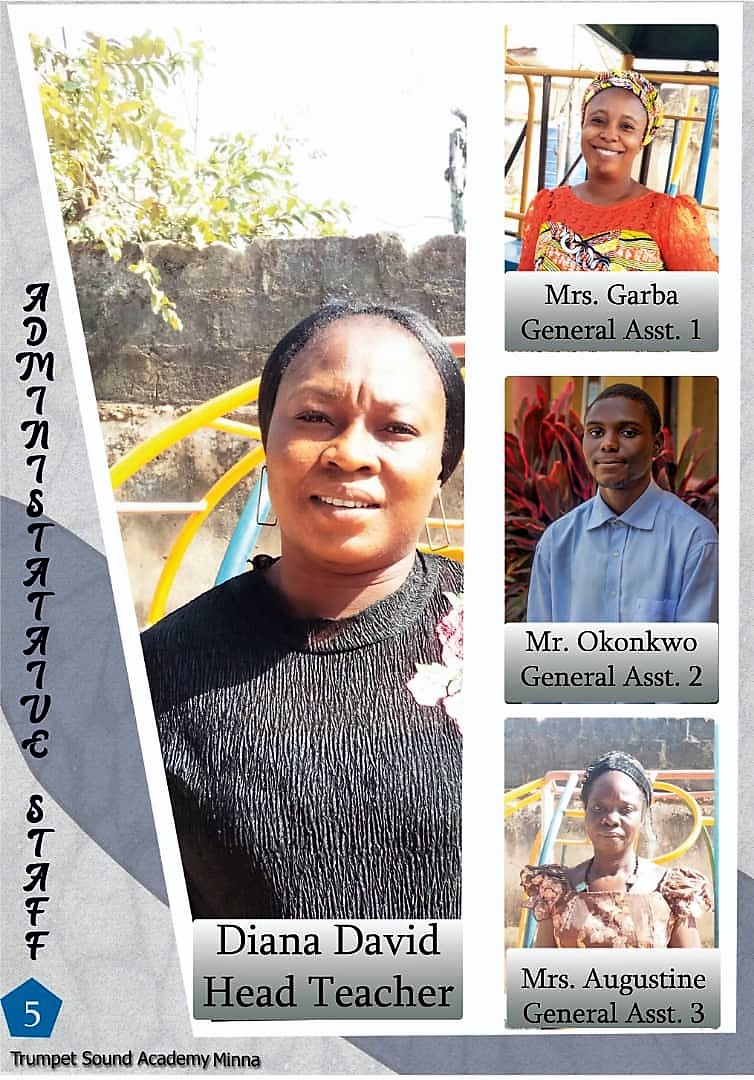 ADMINISTATAIVE STAFF
Diana David
Head Teacher
Mrs. Garba
General Asst. 1
Mr. Okonkwo
General Asst. 2
Mrs. Augustine
General Asst. 3
5
Trumpet Sound Academy Minna